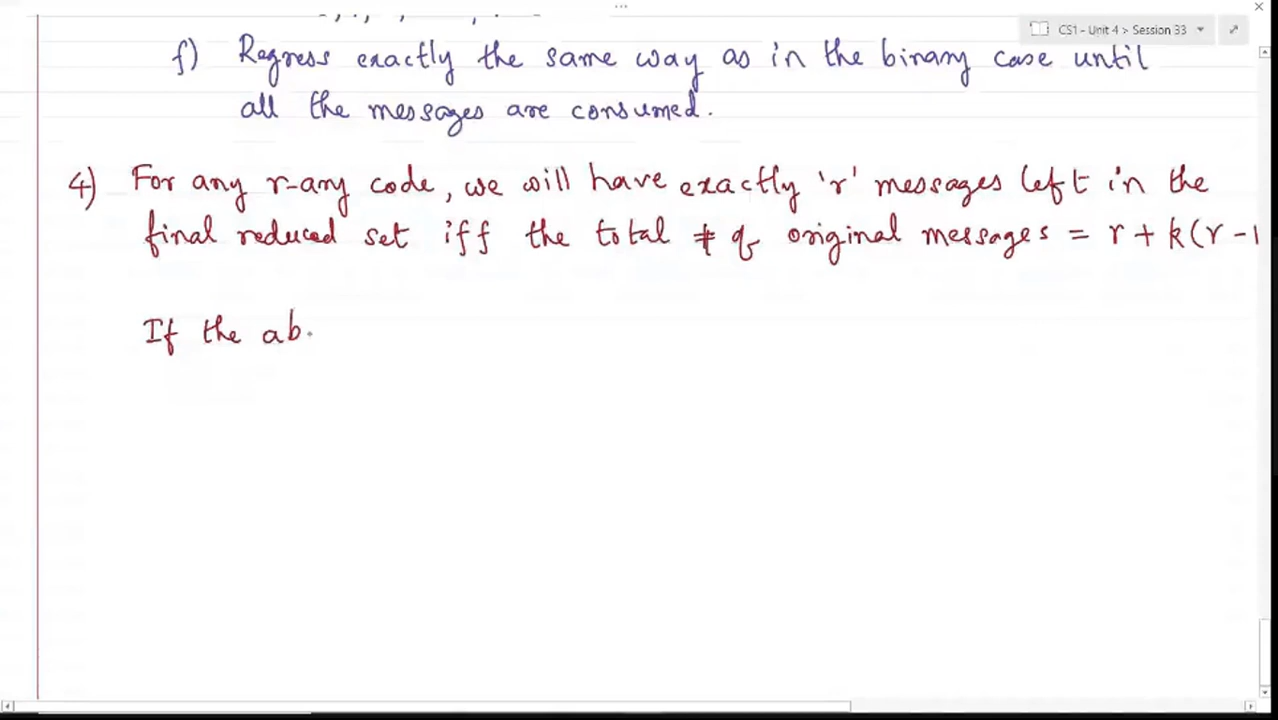 CS1 - Unit 4 > Session 33
f) Regress exactly the same way as in the binary case until
all the messages are consumed.
4) For any r-any code, we will have exactly 'r' messages left in the
final reduced set iff the total # of original messages = r + k(r-1
If the ab